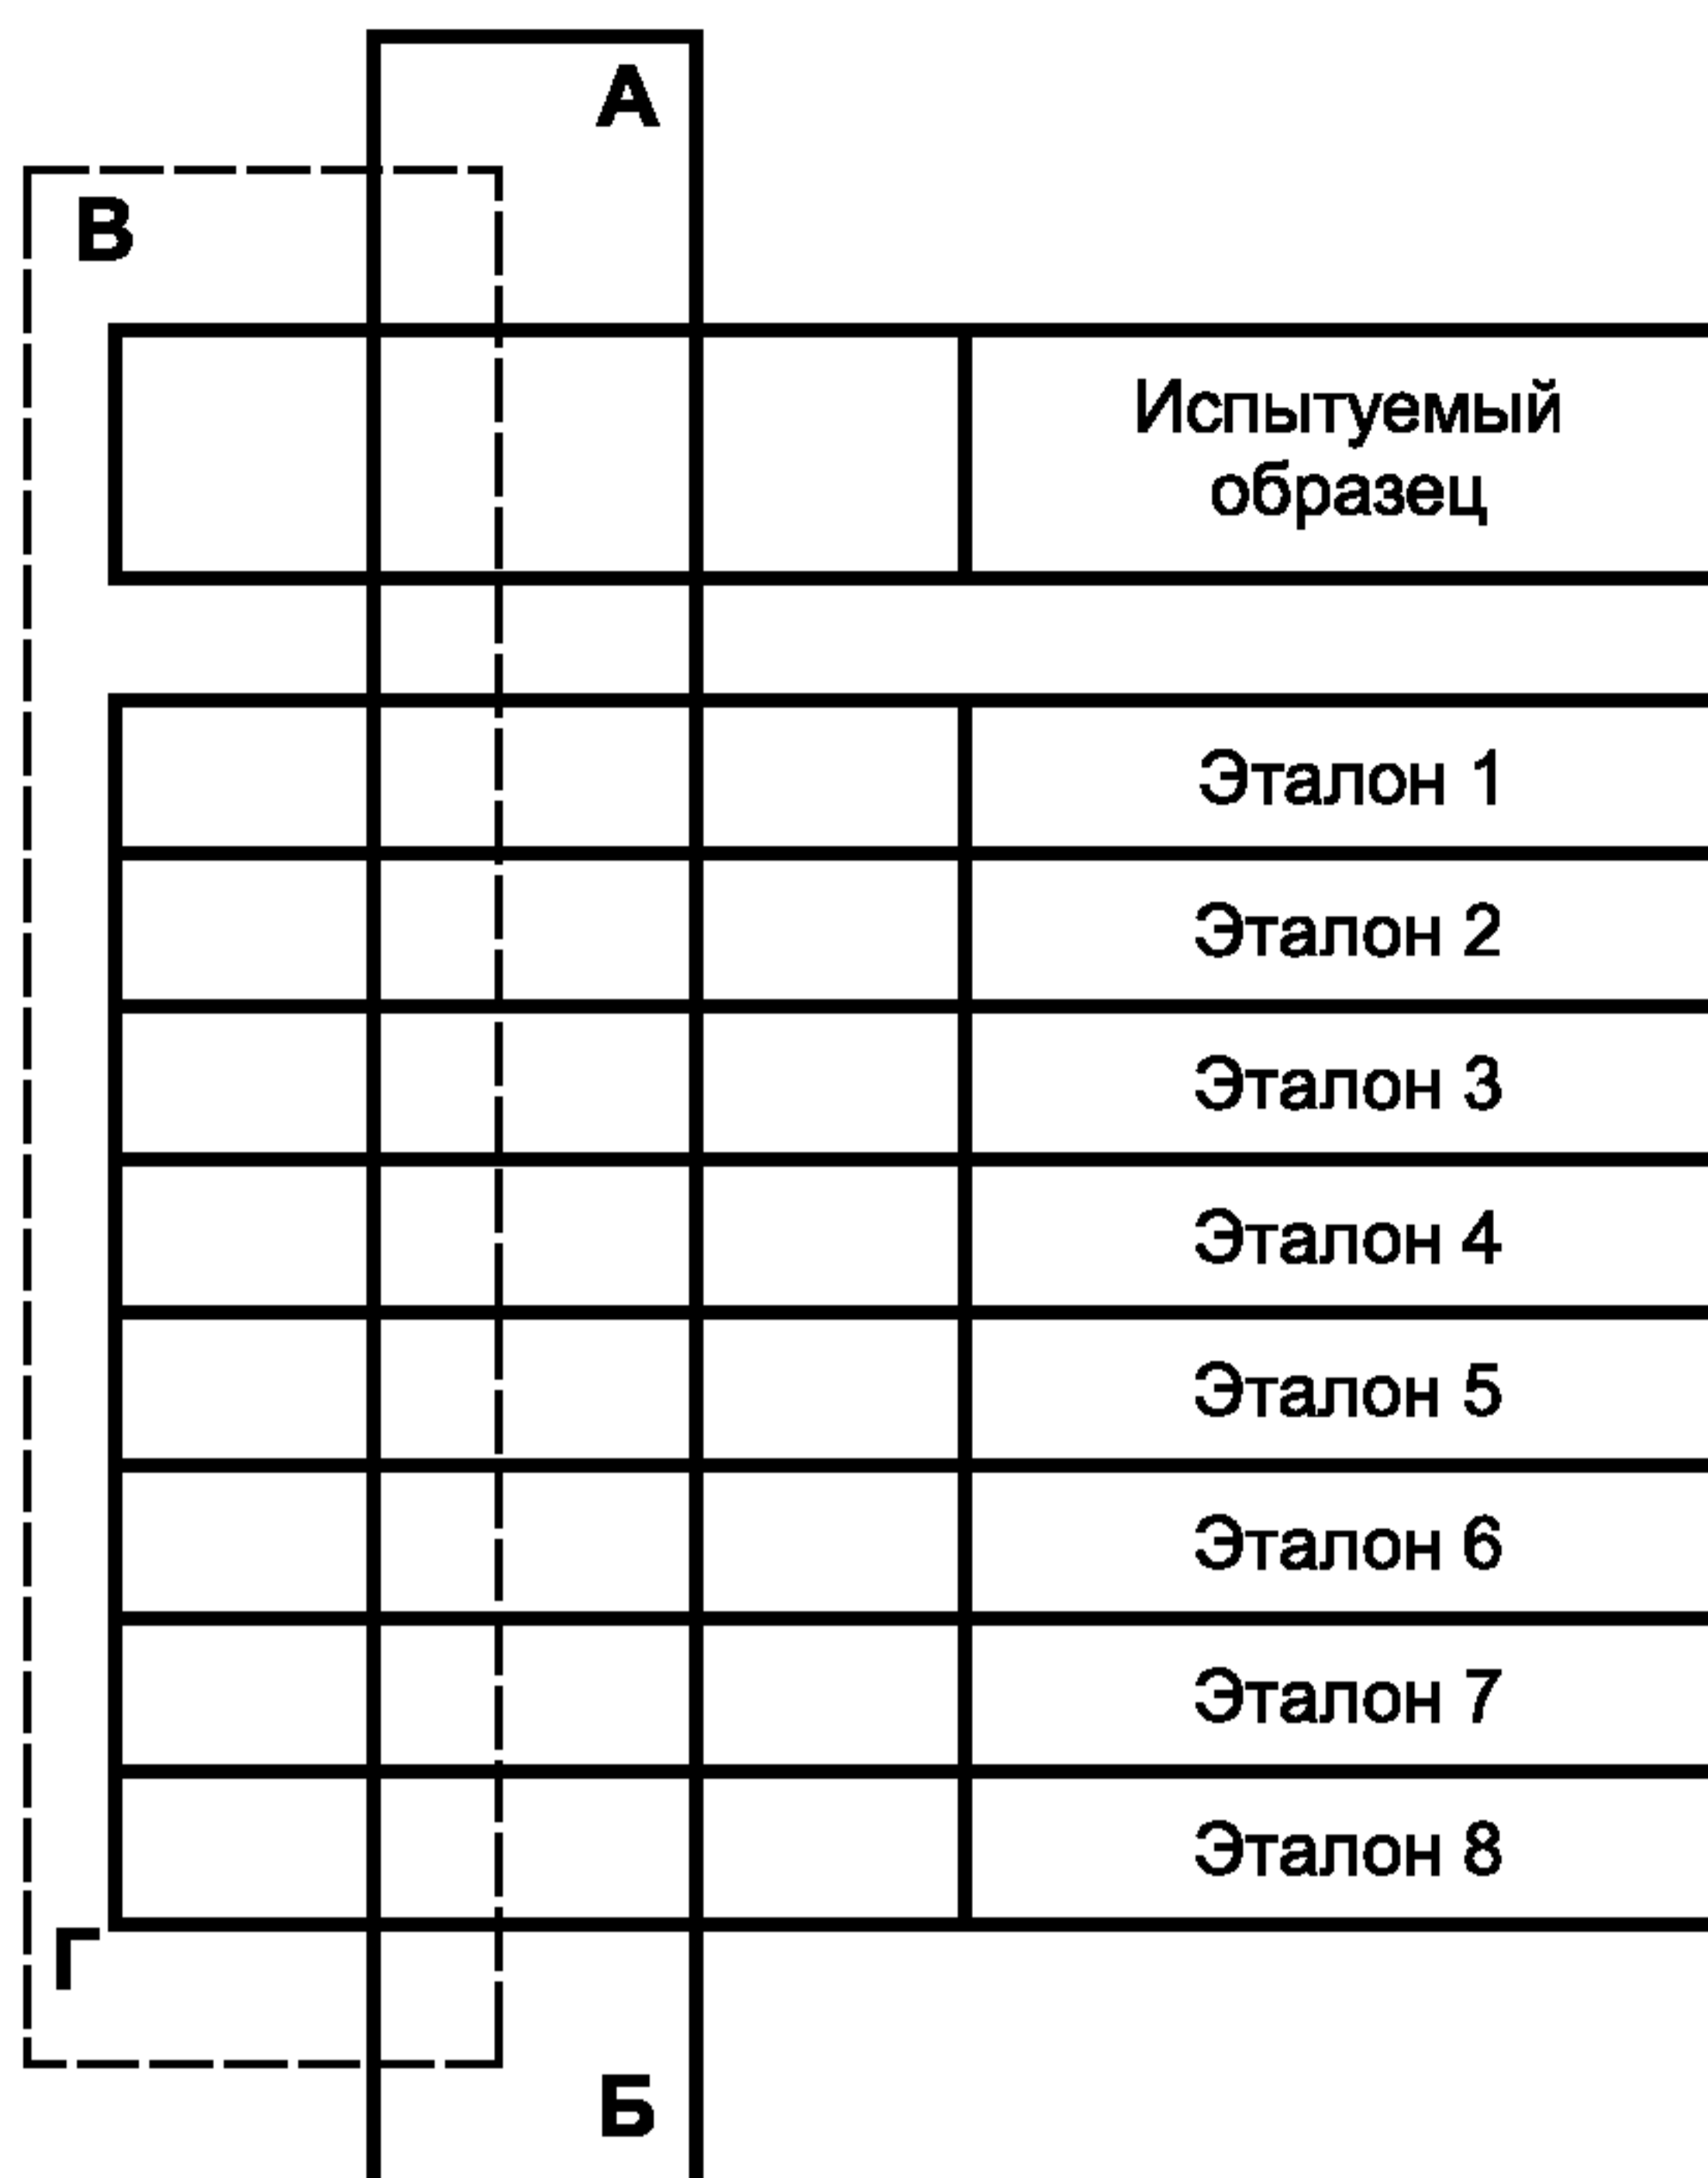 А
В
Испытуемый
образец
Эталон 1
Эталон 2
Эталон 3
Эталон 4
Эталон 5
Эталон 6
Эталон 7
Эталон 8
Г
Б